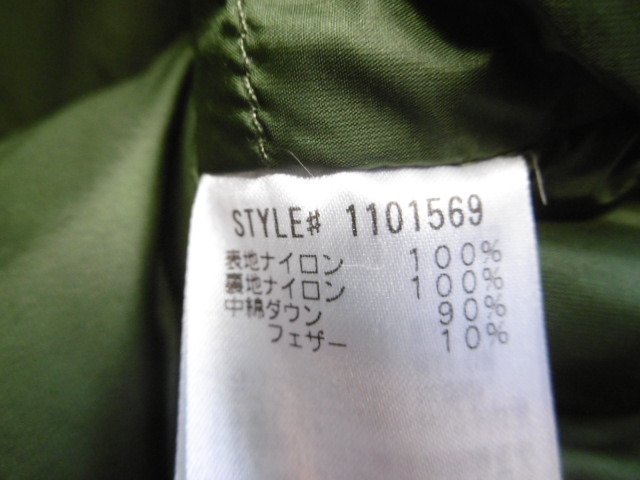 STYLE# 1101569
表地ナイロン 100%
裏地ナイロン 100%
中綿ダウン 90%
フェザー 10%